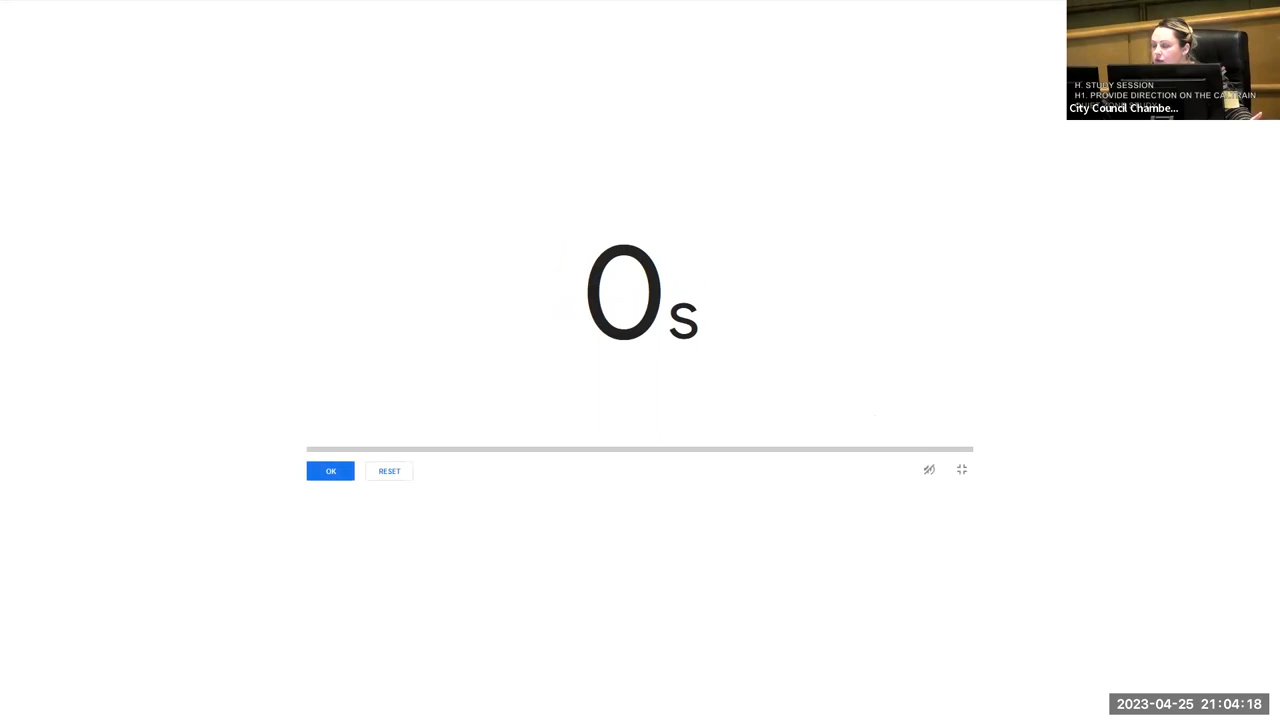 H. STUDY SESSION
H1. PROVIDE DIRECTION ON THE CALTRAIN
City Council Chambe...
0s
OK
RESET
2023-04-25 21:04:18